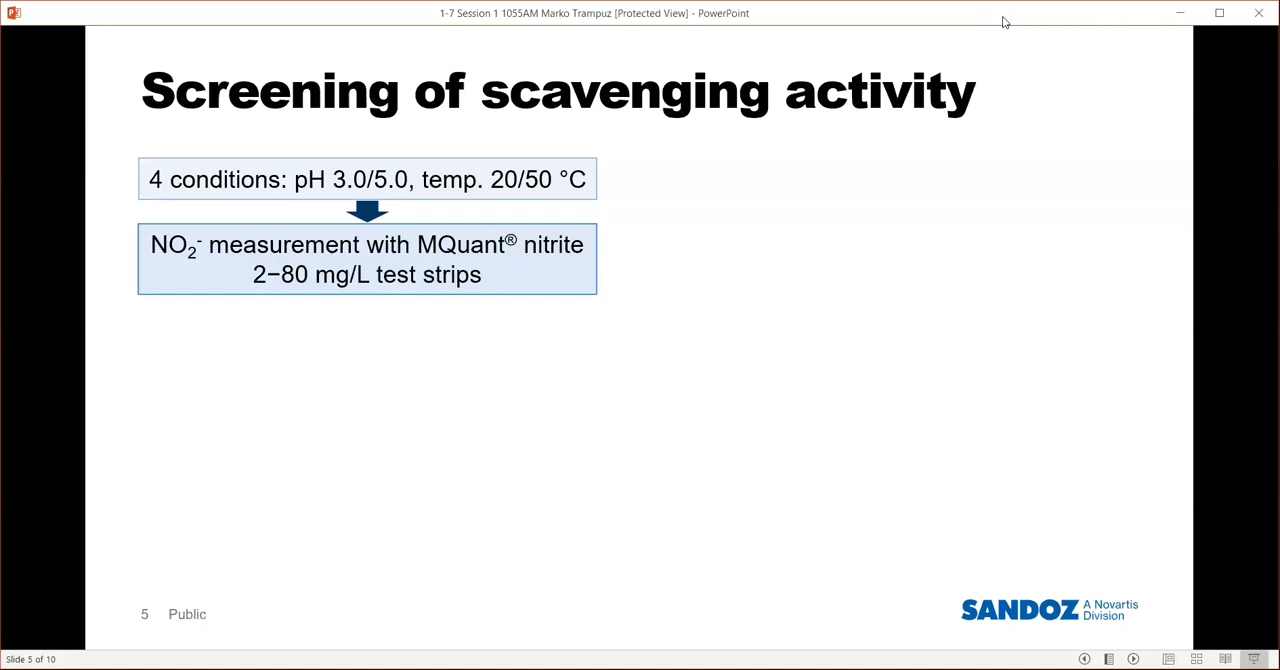 1-7 Session 1 1055AM Marko Trampuz [Protected View] - PowerPoint
Screening of scavenging activity
4 conditions: pH 3.0/5.0, temp. 20/50 °C
NO₂⁻ measurement with MQuant® nitrite
2−80 mg/L test strips
5 Public
SANDOZ A Novartis
Division
Slide 5 of 10